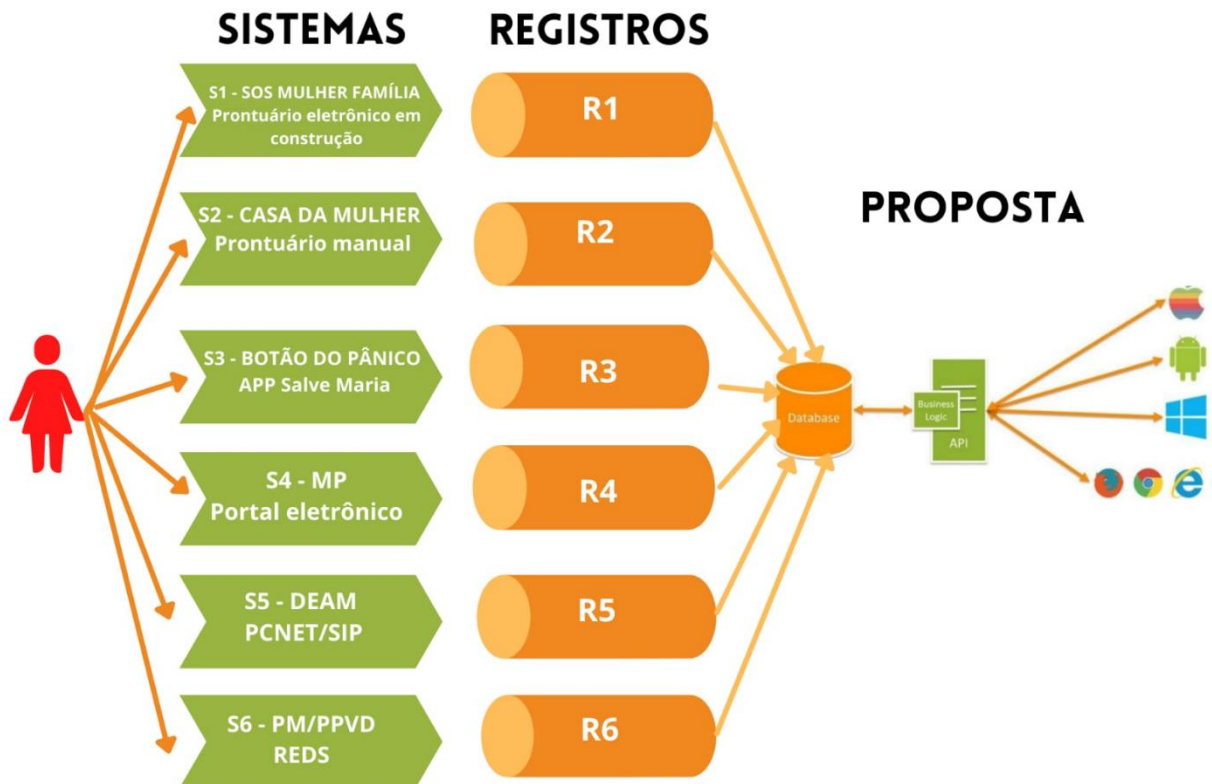 SISTEMAS
REGISTROS
S1 - SOS MULHER FAMÍLIA
Prontuário eletrônico em
construção
R1
S2 - CASA DA MULHER
Prontuário manual
R2
PROPOSTA
S3 - BOTÃO DO PÂNICO
APP Salve Maria
R3
Database
Business
Logic
API
S4 - MP
Portal eletrônico
R4
S5 - DEAM
PCNET/SIP
R5
S6 - PM/PPVD
REDS
R6